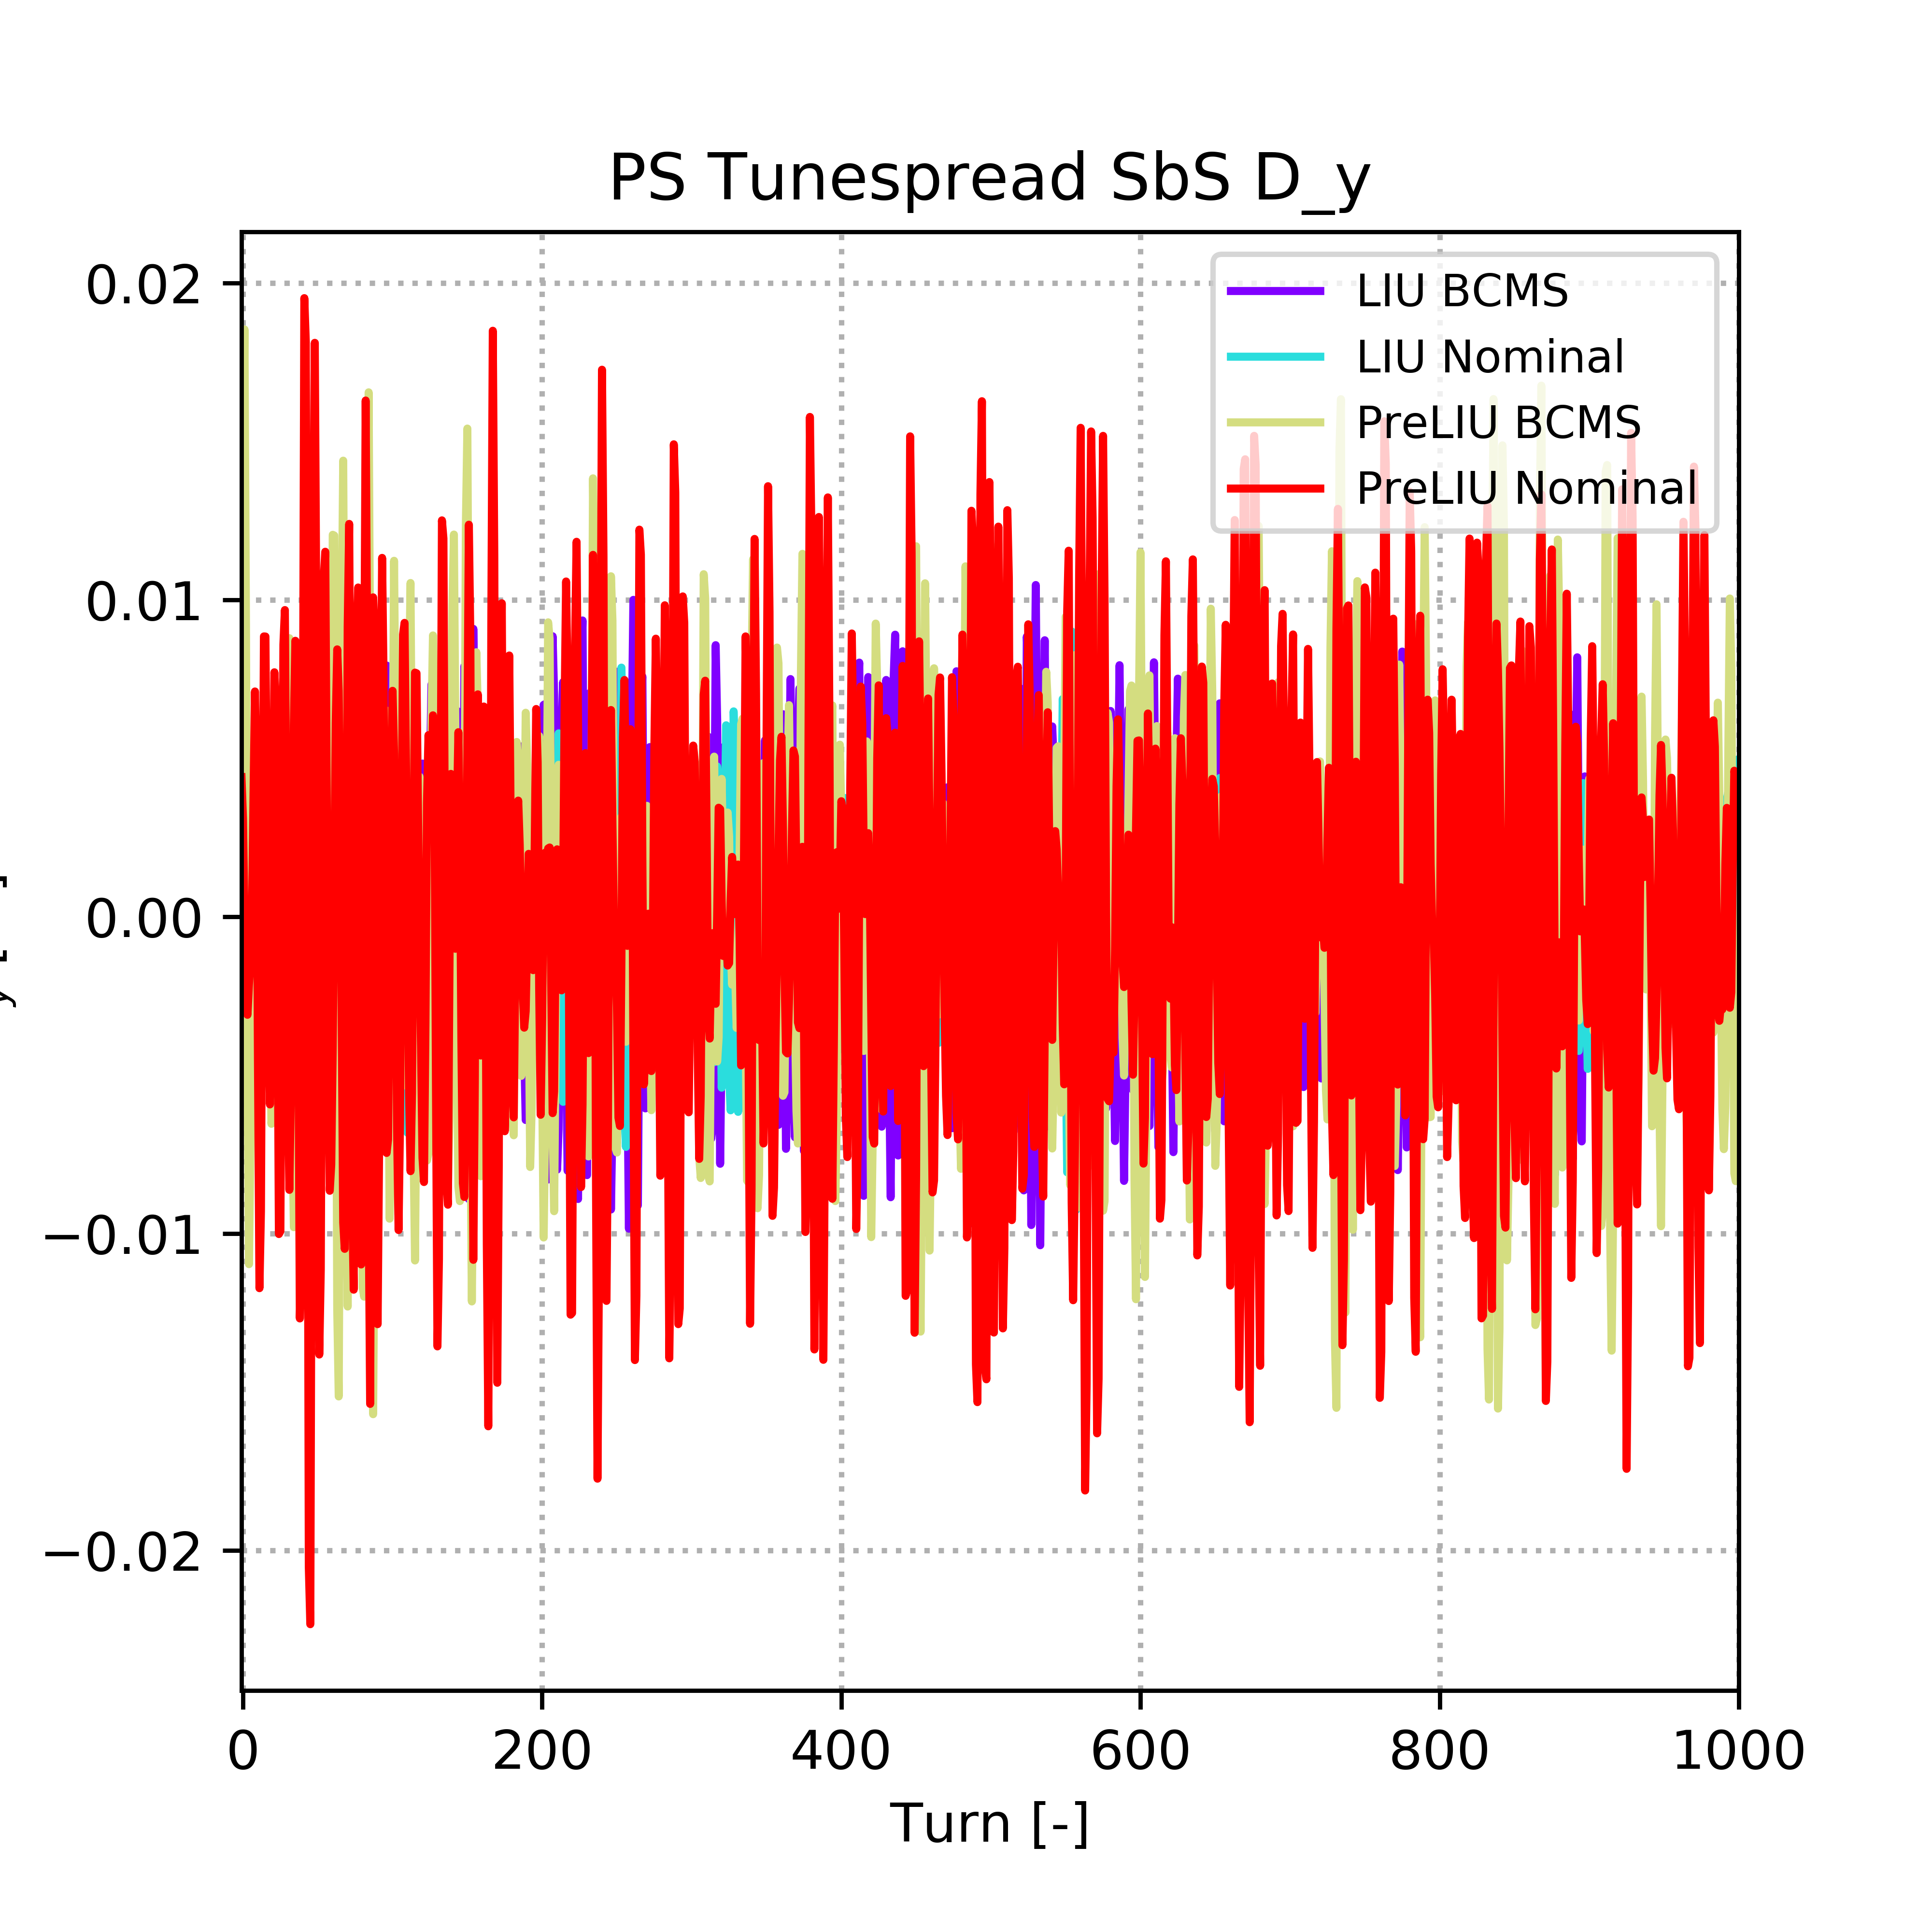 PS Tunespread SbS D_y
0.02
0.01
0.00
−0.01
−0.02
LIU BCMS
LIU Nominal
PreLIU BCMS
PreLIU Nominal
0 200 400 600 800 1000
Turn [-]